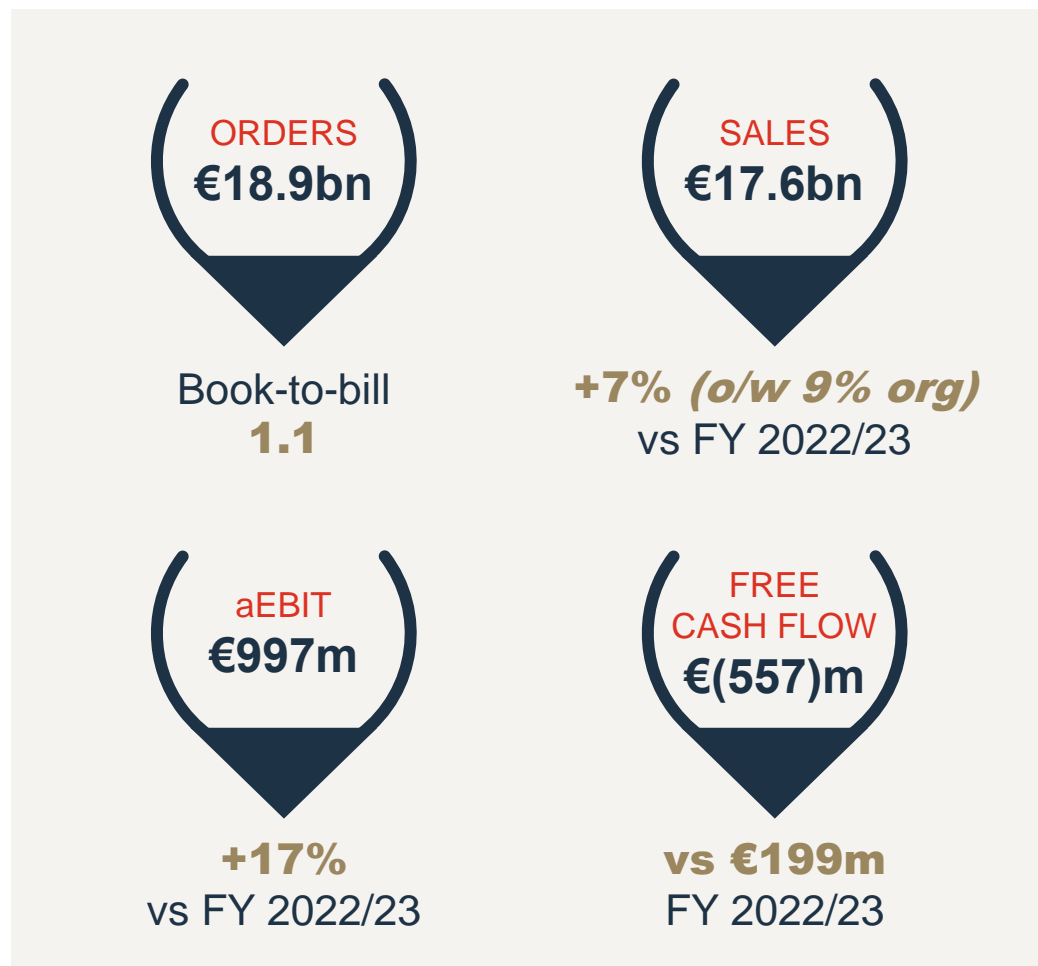 ORDERS
€18.9bn
Book-to-bill
1.1
SALES
€17.6bn
+7% (o/w 9% org)
vs FY 2022/23
aEBIT
€997m
+17%
vs FY 2022/23
FREE
CASH FLOW
€(557)m
vs €199m
FY 2022/23